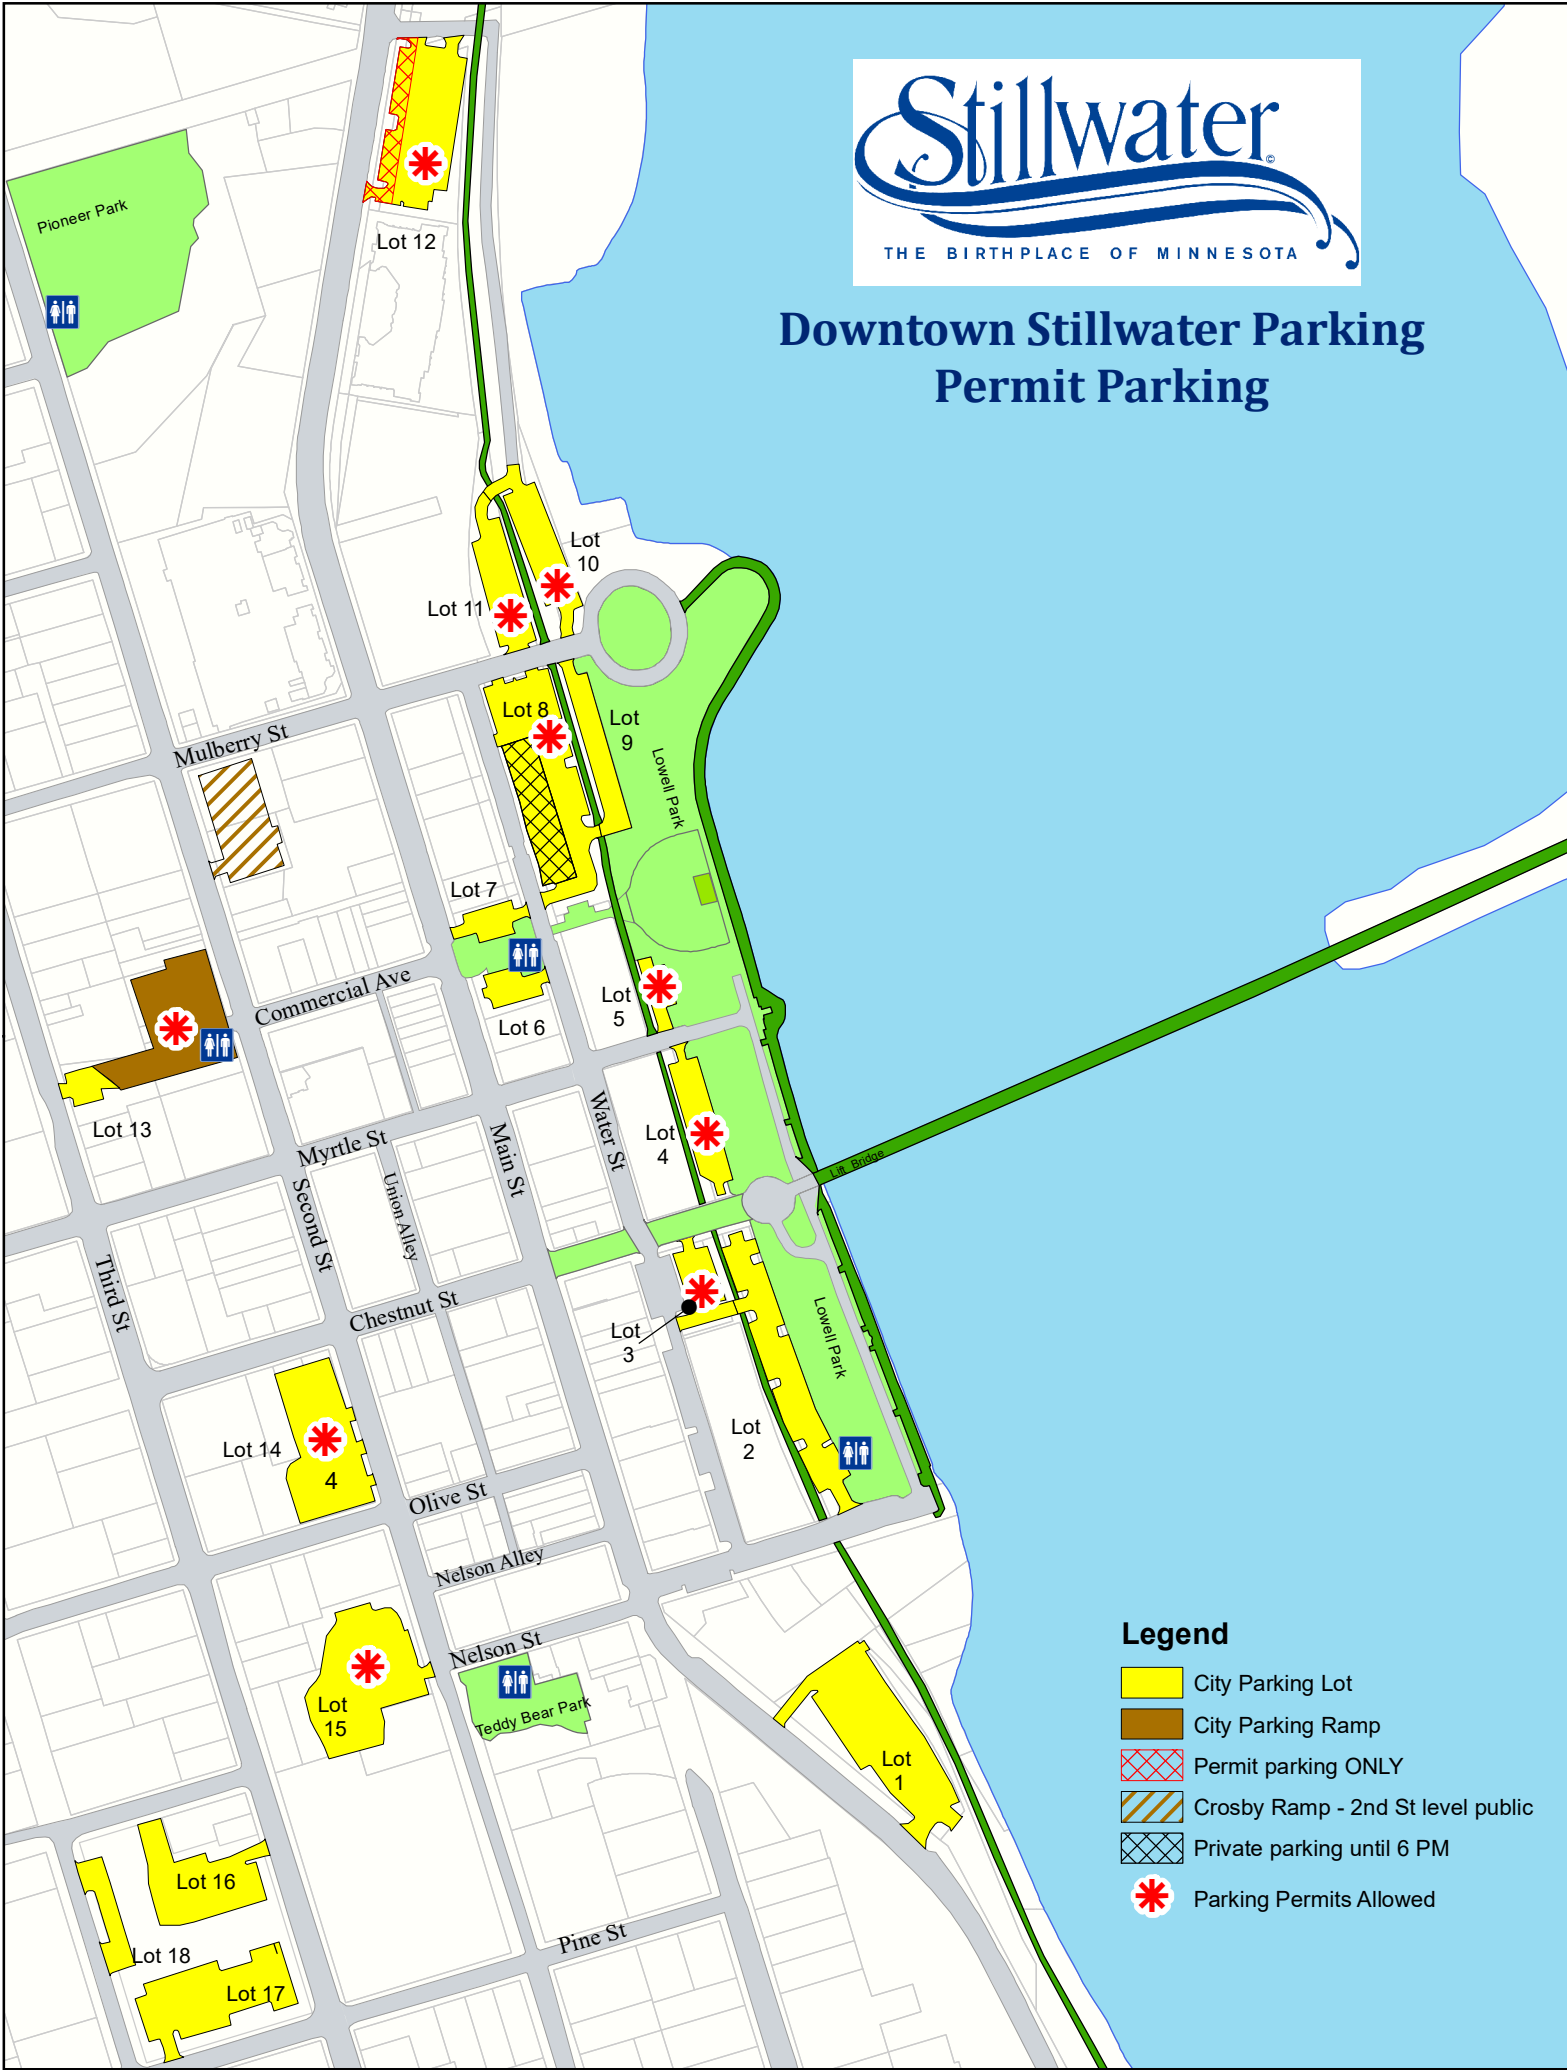 Stillwater
©
THE BIRTHPLACE OF MINNESOTA
Downtown Stillwater Parking
Permit Parking
Pioneer Park
Lot 12
Lot
10
Lot 11
Lot 8
Lot
9
Mulberry St
Lowell Park
Lot 7
Commercial Ave
Lot
5
Lot 6
Lot 13
Myrtle St
Main St
Water St
Lot
4
Lift Bridge
Union Alley
Second St
Third St
Chestnut St
Lot
3
Lowell Park
Lot
2
Lot 14
4
Olive St
Nelson Alley
Nelson St
Teddy Bear Park
Lot
15
Lot
1
Lot 16
Lot 18
Lot 17
Pine St
Legend
City Parking Lot
City Parking Ramp
Permit parking ONLY
Crosby Ramp - 2nd St level public
Private parking until 6 PM
Parking Permits Allowed